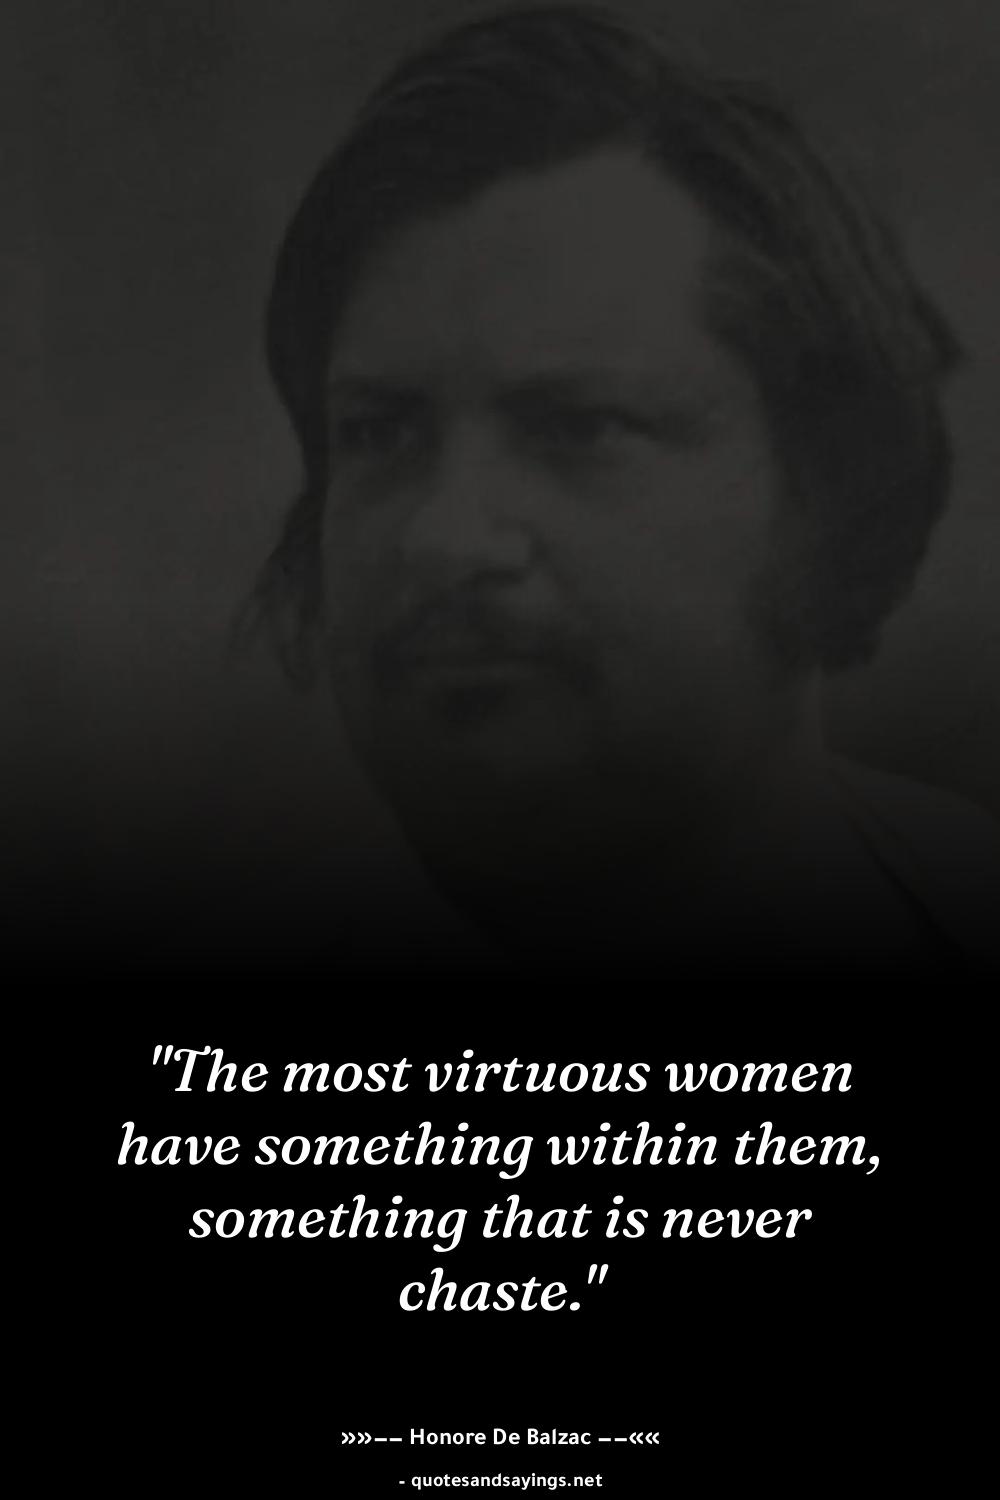 "The most virtuous women
have something within them,
something that is never
chaste."
»»–– Honore De Balzac ––««
- quotesandsayings.net